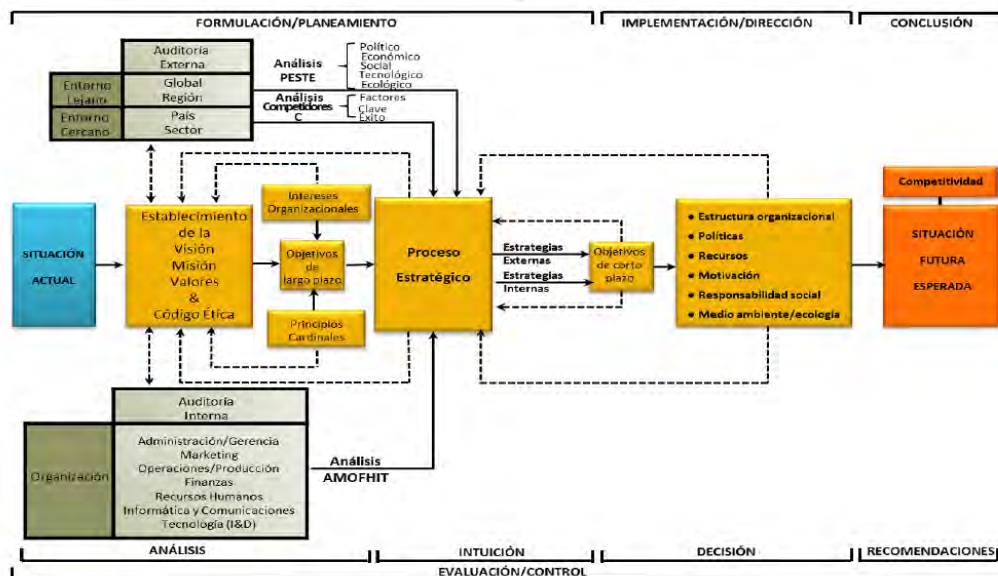 FORMULACIÓN/PLANEAMIENTO
IMPLEMENTACIÓN/DIRECCIÓN
CONCLUSIÓN
Auditoría
Externa
Entorno
Lejano
Global
Región
Entorno
Cercano
País
Sector
Análisis
PESTE
Político
Económico
Social
Tecnológico
Ecológico
Análisis
Competidores
C
Factores
Clave
Éxito
SITUACIÓN
ACTUAL
Establecimiento
de la
Visión
Misión
Valores
&
Código Ética
Intereses
Organizacionales
Objetivos de
largo plazo
Principios
Cardinales
Proceso
Estratégico
Estrategias
Externas
Estrategias
Internas
Objetivos de corto
plazo
• Estructura organizacional
• Políticas
• Recursos
• Motivación
• Responsabilidad social
• Medio ambiente/ecología
Competitividad
SITUACIÓN
FUTURA
ESPERADA
Auditoría
Interna
Organización
Administración/Gerencia
Marketing
Operaciones/Producción
Finanzas
Recursos Humanos
Informática y Comunicaciones
Tecnología (I&D)
Análisis
AMOFHIT
ANÁLISIS
INTUICIÓN
DECISIÓN
RECOMENDACIONES
EVALUACIÓN/CONTROL